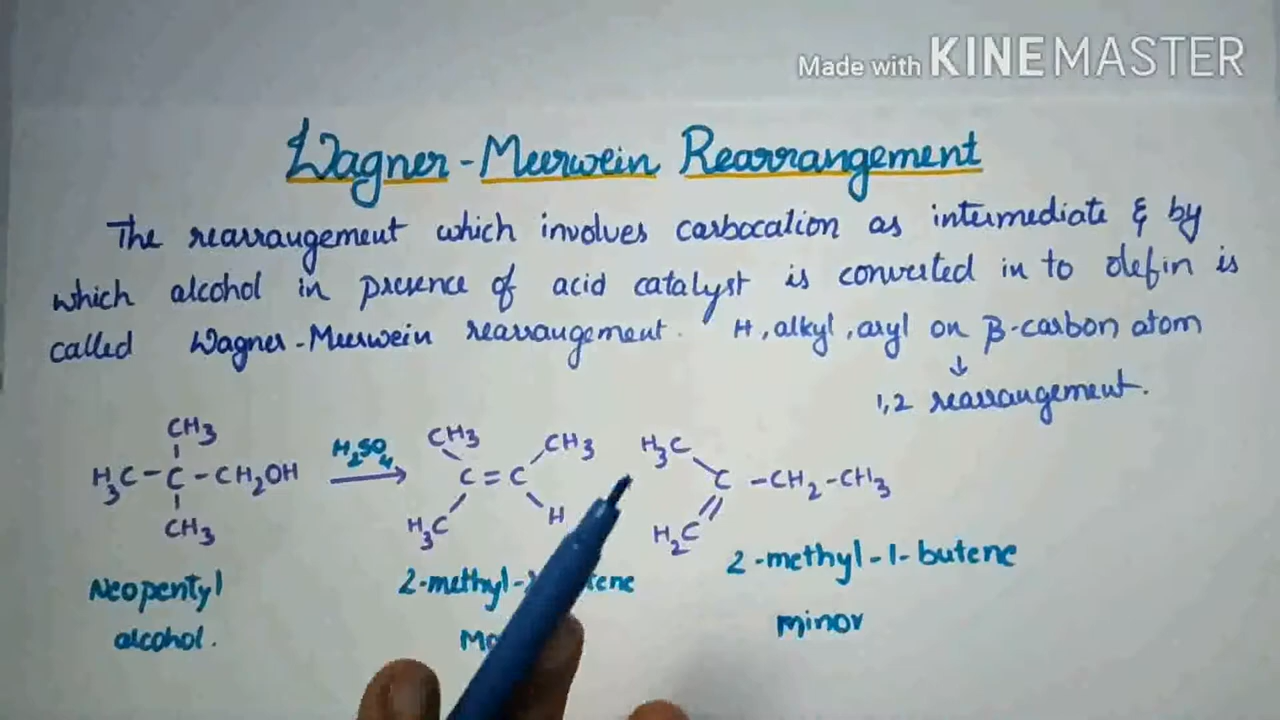 Made with KINEMASTER
Wagner-Meerwein Rearrangement
The rearrangement which involves carbocation as intermediate & by
which alcohol in presence of acid catalyst is converted in to olefin is
called Wagner-Meerwein rearrangement. H, alkyl, aryl on β-carbon atom
↓
1,2 rearrangement.
CH3
H3C-C-CH2OH
CH3
H2SO4
→
CH3 CH3
C=C
H3C H
H3C
C-CH2-CH3
H2C
Neopentyl
alcohol.
2-methyl-
2-methyl-1-butene
minor